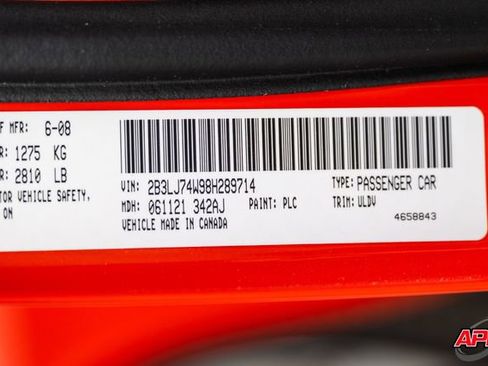 F MFR: 6-08
R 1275 KG
R 2810 LB
TOR VEHICLE SAFETY,
ON
VIN: 2B3LJ74W98H289714
TYPE: PASSENGER CAR
MDH: 061121 342AJ
PAINT: PLC
TRIM: ULDV
VEHICLE MADE IN CANADA
4658843